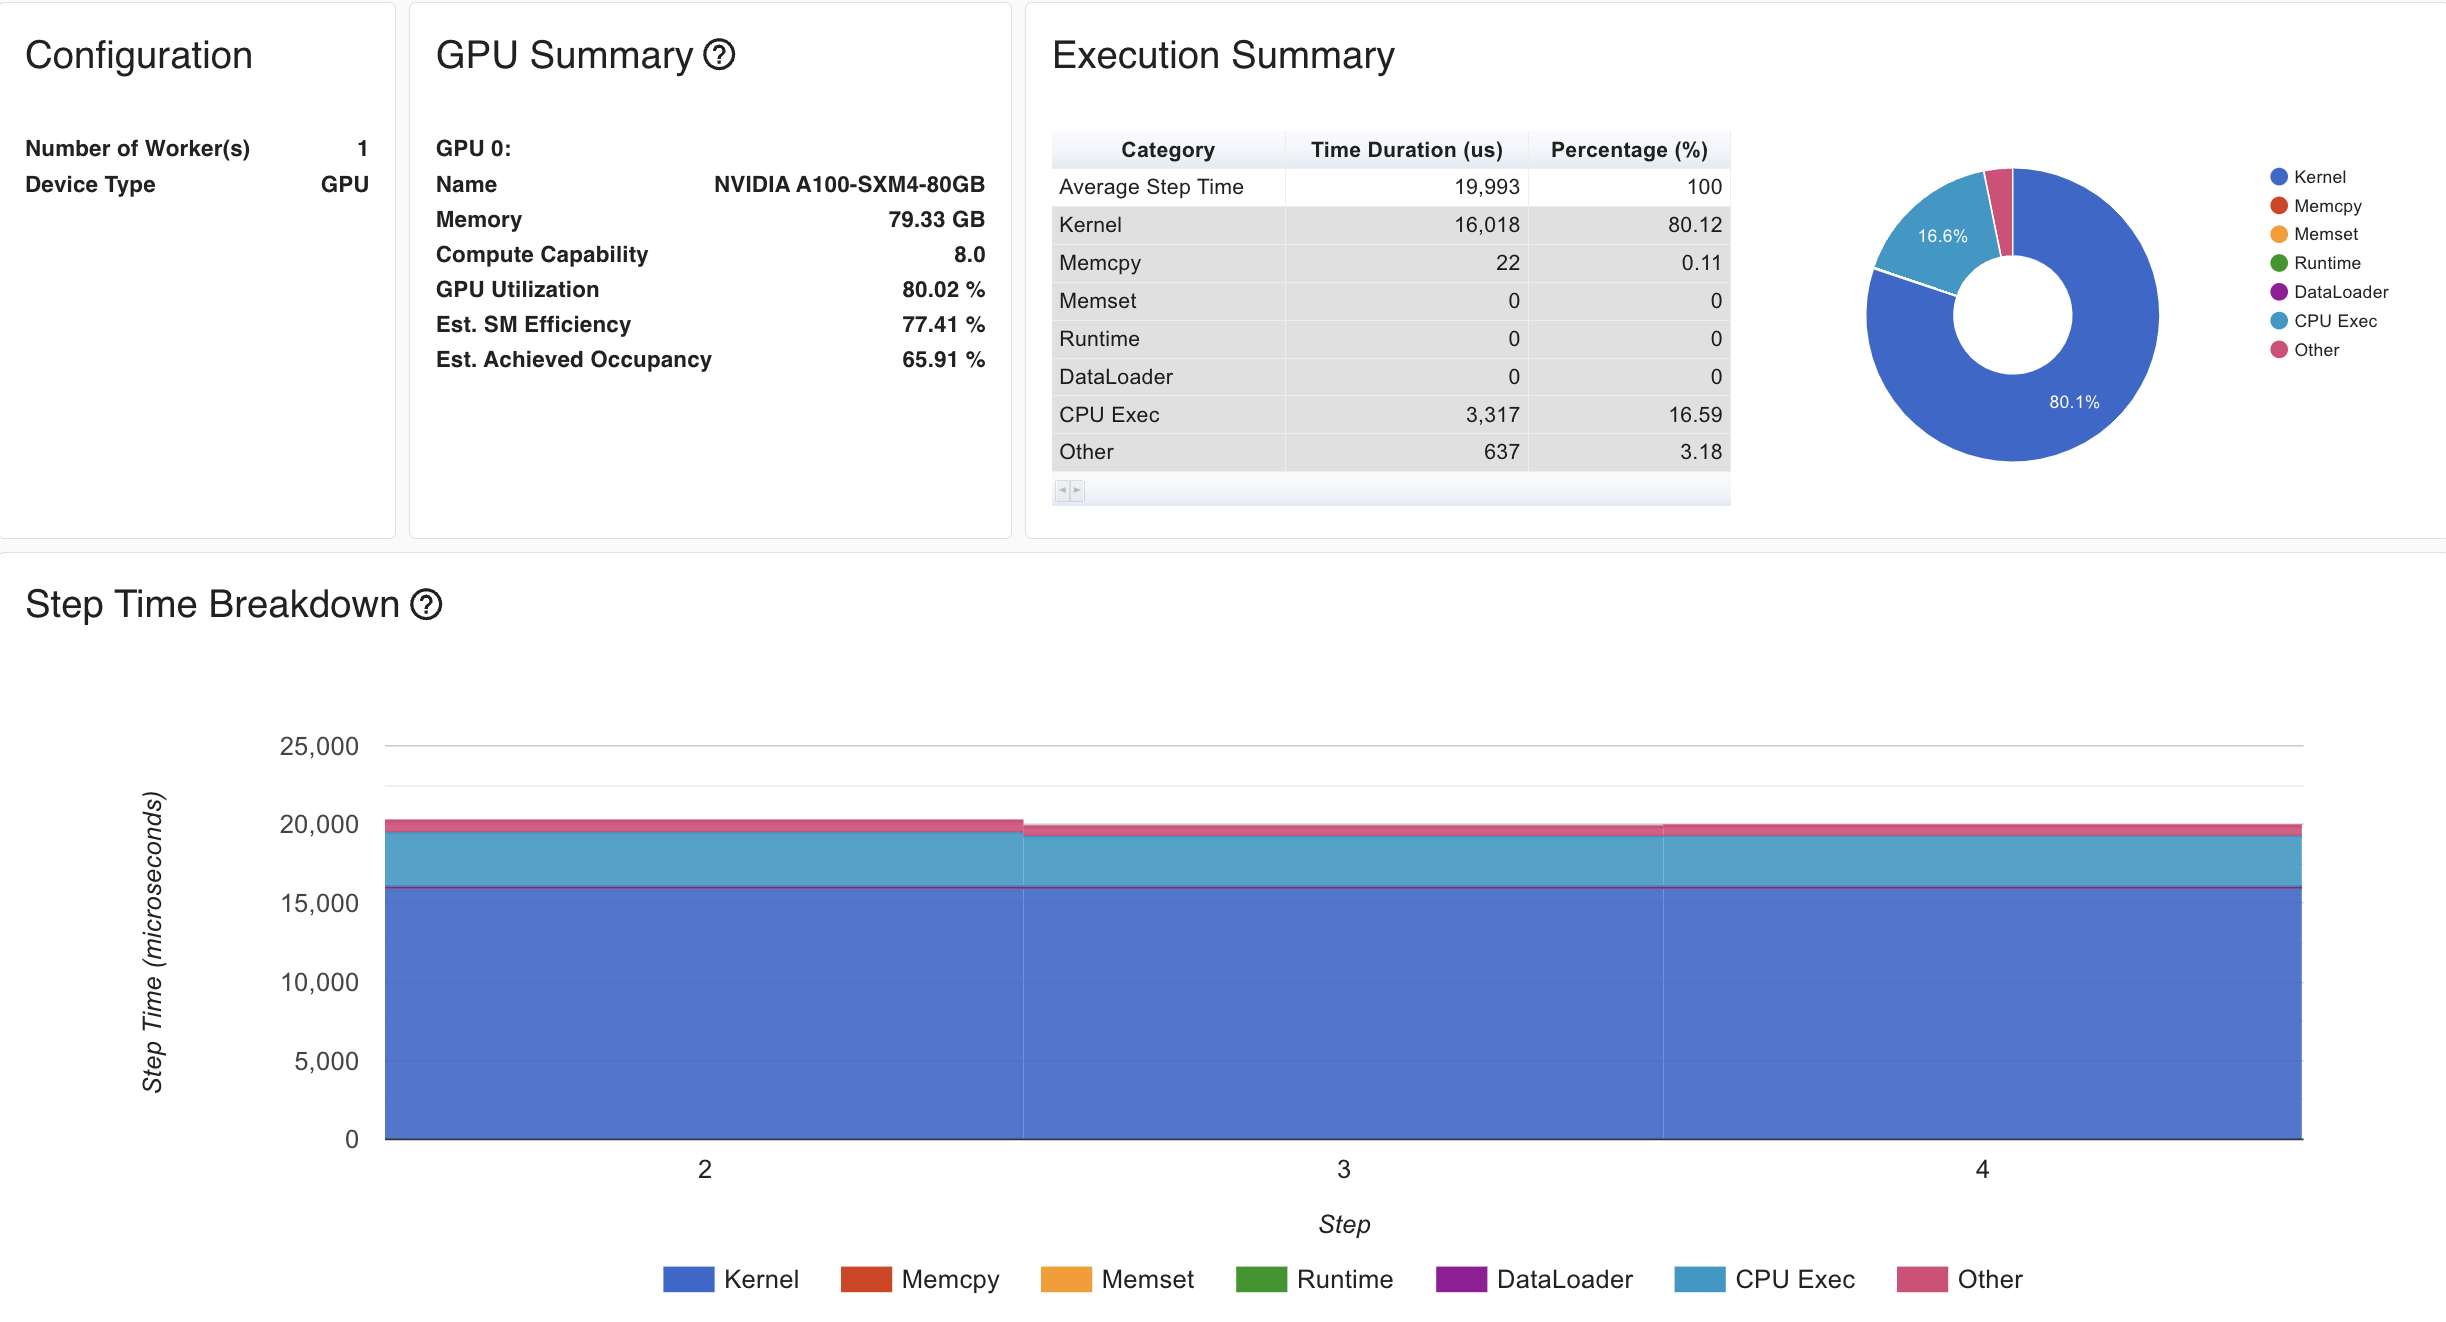 Configuration
Number of Worker(s) 1
Device Type GPU
GPU Summary ?
GPU 0:
Name NVIDIA A100-SXM4-80GB
Memory 79.33 GB
Compute Capability 8.0
GPU Utilization 80.02 %
Est. SM Efficiency 77.41 %
Est. Achieved Occupancy 65.91 %
Execution Summary
Category Time Duration (us) Percentage (%)
Average Step Time 19,993 100
Kernel 16,018 80.12
Memcpy 22 0.11
Memset 0 0
Runtime 0 0
DataLoader 0 0
CPU Exec 3,317 16.59
Other 637 3.18
16.6%
80.1%
Kernel
Memcpy
Memset
Runtime
DataLoader
CPU Exec
Other
Step Time Breakdown ?
Step Time (microseconds)
25,000
20,000
15,000
10,000
5,000
0
2 3 4
Step
Kernel Memcpy Memset Runtime DataLoader CPU Exec Other